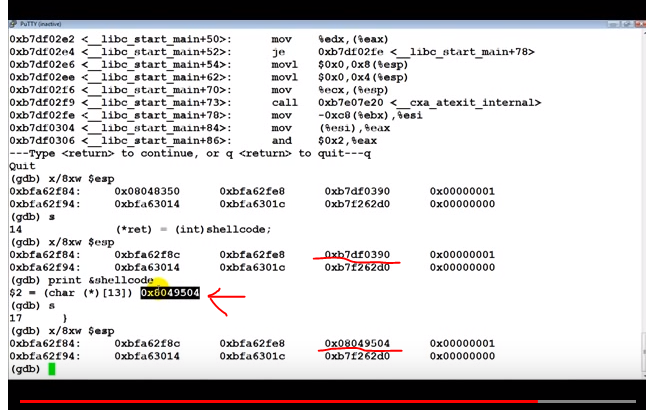 PuTTY (inactive)
0xb7df02e2 <__libc_start_main+50>: mov %edx,(%eax)
0xb7df02e4 <__libc_start_main+52>: je 0xb7df02fe <__libc_start_main+78>
0xb7df02e6 <__libc_start_main+54>: movl $0x0,0x8(%esp)
0xb7df02ee <__libc_start_main+62>: movl $0x0,0x4(%esp)
0xb7df02f6 <__libc_start_main+70>: mov %ecx,(%esp)
0xb7df02f9 <__libc_start_main+73>: call 0xb7e07e20 <__cxa_atexit_internal>
0xb7df02fe <__libc_start_main+78>: mov -0xc8(%ebx),%esi
0xb7df0304 <__libc_start_main+84>: mov (%esi),%eax
0xb7df0306 <__libc_start_main+86>: and $0x2,%eax
---Type <return> to continue, or q <return> to quit---q
Quit
(gdb) x/8xw $esp
0xbfa62f84: 0x08048350 0xbfa62fe8 0xb7df0390 0x00000001
0xbfa62f94: 0xbfa63014 0xbfa6301c 0xb7f262d0 0x00000000
(gdb) s
14 (*ret) = (int)shellcode;
(gdb) x/8xw $esp
0xbfa62f84: 0xbfa62f8c 0xbfa62fe8 0xb7df0390 0x00000001
0xbfa62f94: 0xbfa63014 0xbfa6301c 0xb7f262d0 0x00000000
(gdb) print &shellcode
$2 = (char (*)[13]) 0x8049504
(gdb) s
17 }
(gdb) x/8xw $esp
0xbfa62f84: 0xbfa62f8c 0xbfa62fe8 0x08049504 0x00000001
0xbfa62f94: 0xbfa63014 0xbfa6301c 0xb7f262d0 0x00000000
(gdb)